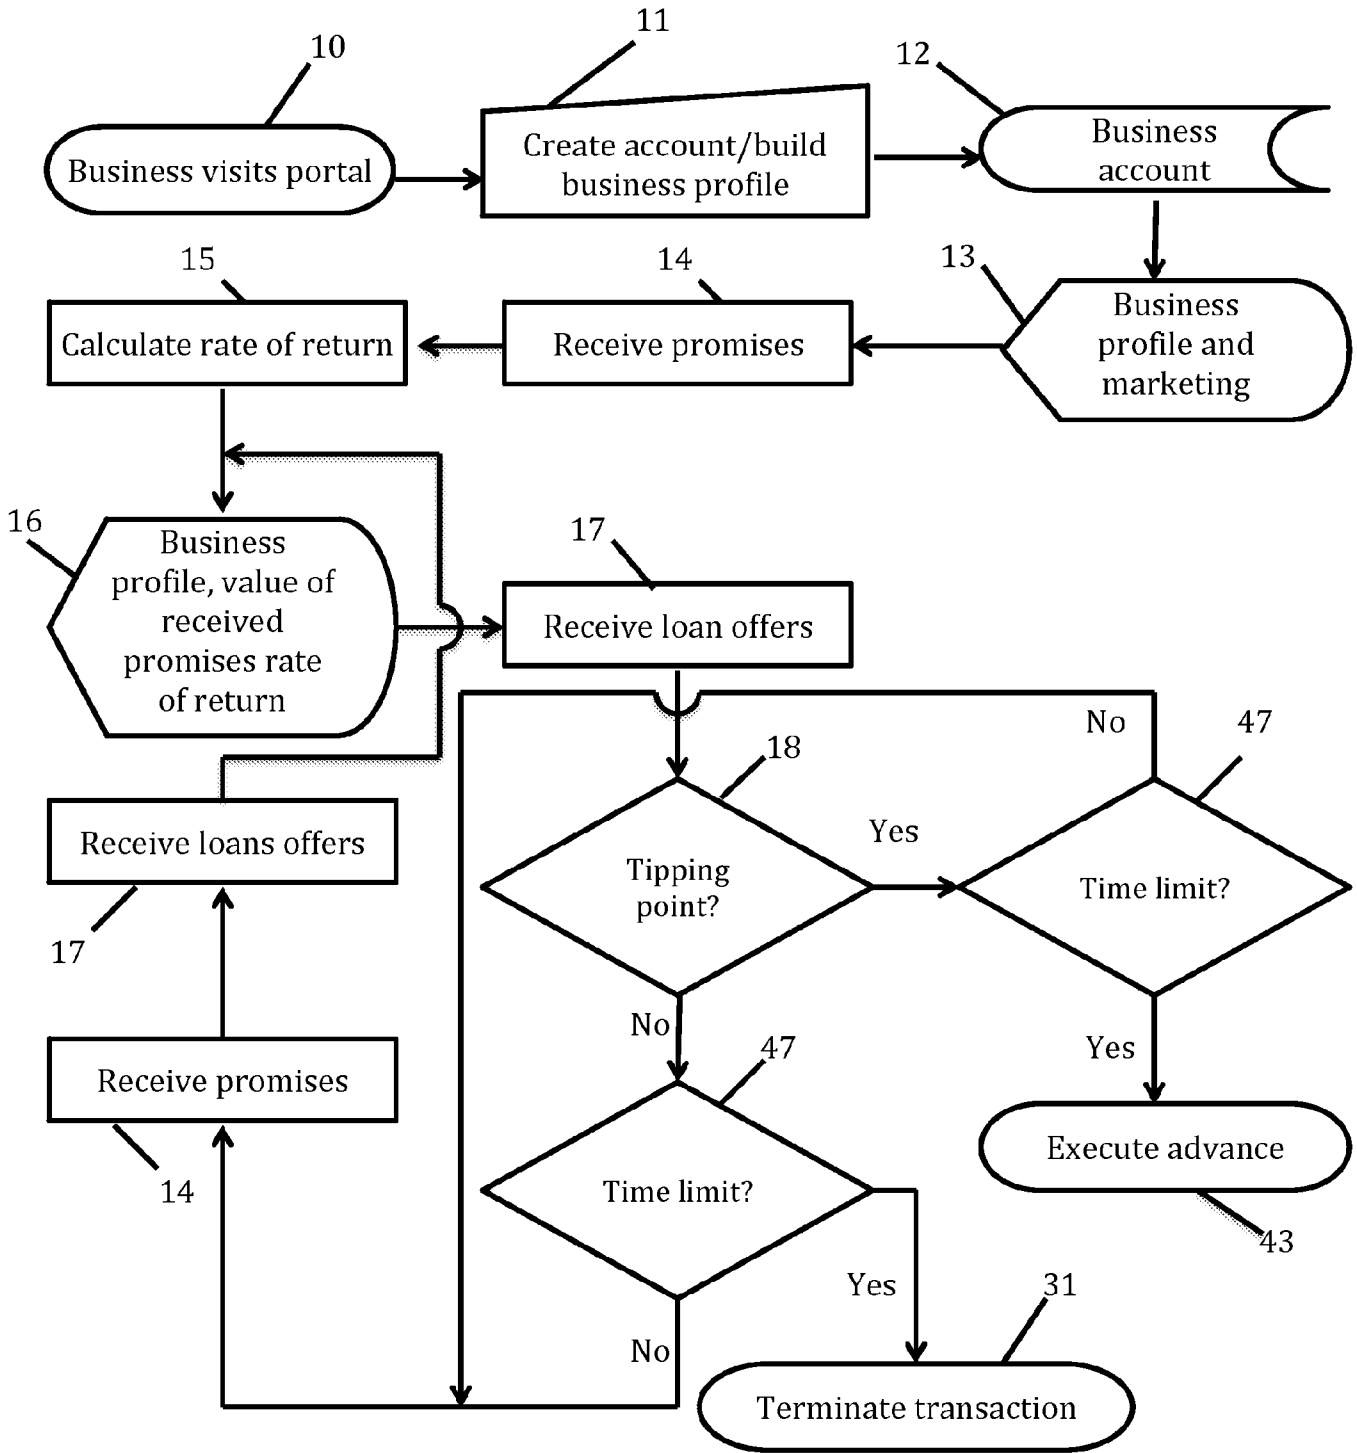 10
11
12
Business visits portal
Create account/build
business profile
Business
account
15
14
13
Calculate rate of return
Receive promises
Business
profile and
marketing
16
Business
profile, value of
received
promises rate
of return
17
Receive loan offers
No
47
18
Yes
Tipping
point?
Time limit?
Receive loans offers
17
No
Yes
47
Receive promises
14
Time limit?
Execute advance
43
Yes
31
No
Terminate transaction